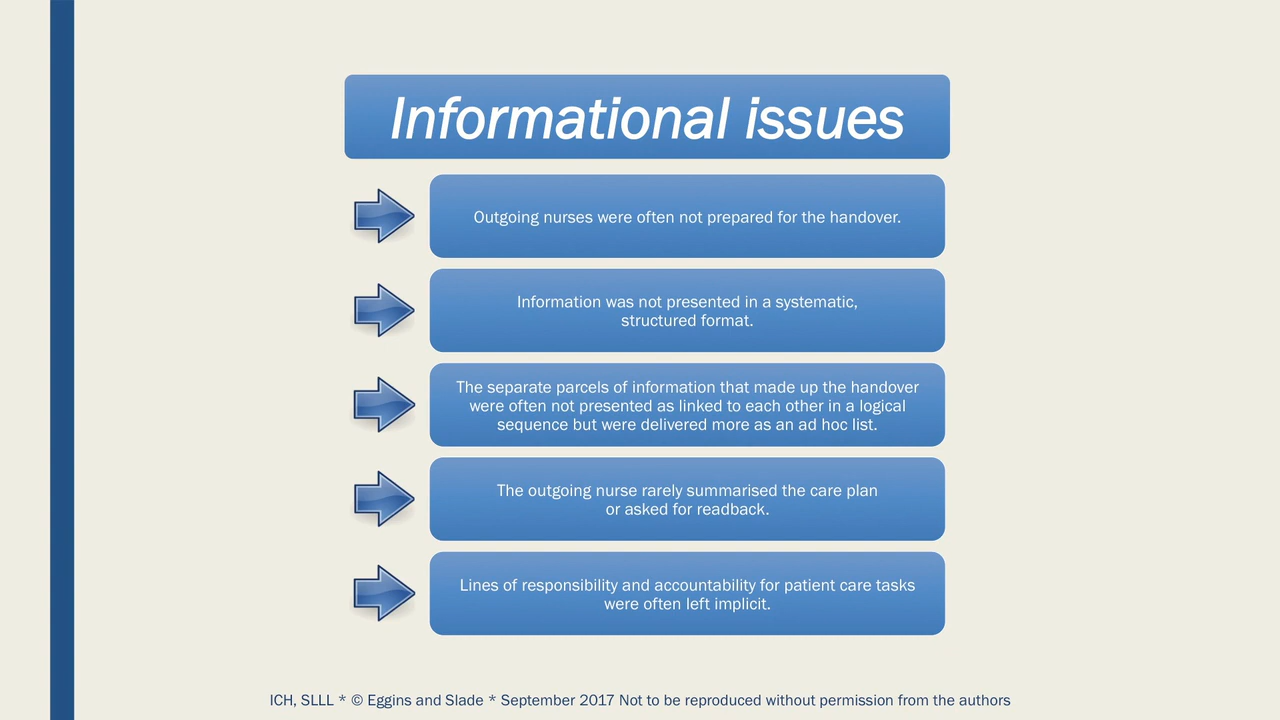 Informational issues
Outgoing nurses were often not prepared for the handover.
Information was not presented in a systematic,
structured format.
The separate parcels of information that made up the handover
were often not presented as linked to each other in a logical
sequence but were delivered more as an ad hoc list.
The outgoing nurse rarely summarised the care plan
or asked for readback.
Lines of responsibility and accountability for patient care tasks
were often left implicit.
ICH, SLLL * © Eggins and Slade * September 2017 Not to be reproduced without permission from the authors